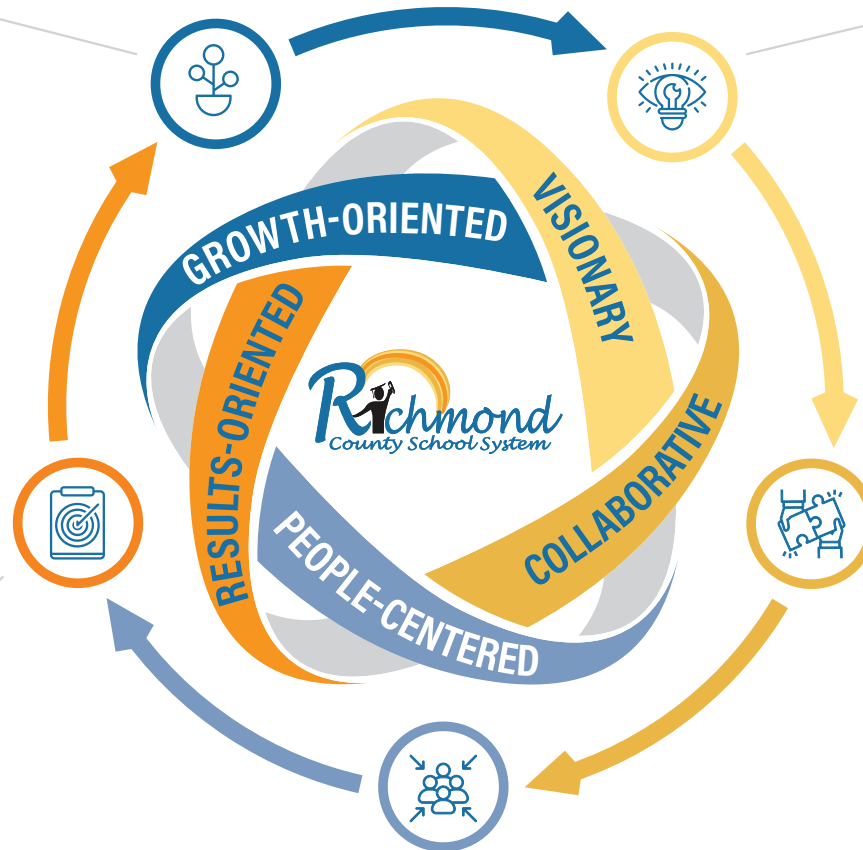 GROWTH-ORIENTED
VISIONARY
COLLABORATIVE
PEOPLE-CENTERED
RESULTS-ORIENTED
Richmond
County School System